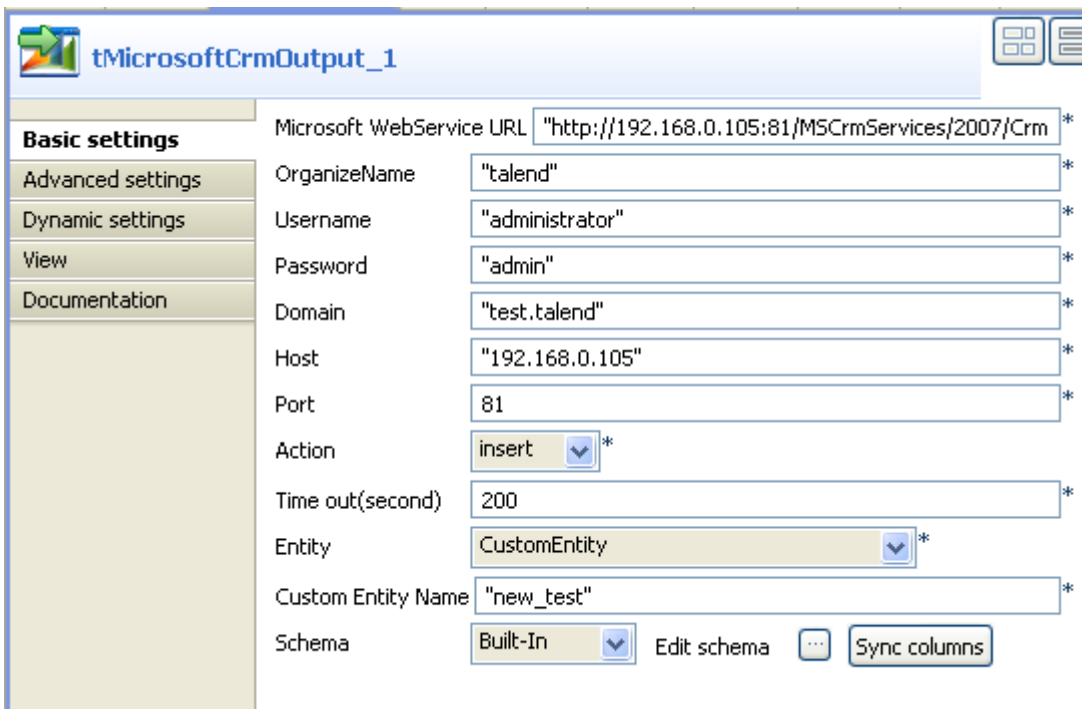 tMicrosoftCrmOutput_1
Basic settings
Advanced settings
Dynamic settings
View
Documentation
Microsoft WebService URL "http://192.168.0.105:81/MSCrmServices/2007/Crm *
OrganizeName "talend" *
Username "administrator" *
Password "admin" *
Domain "test.talend" *
Host "192.168.0.105" *
Port 81 *
Action insert *
Time out(second) 200 *
Entity CustomEntity *
Custom Entity Name "new_test" *
Schema Built-In Edit schema ... Sync columns